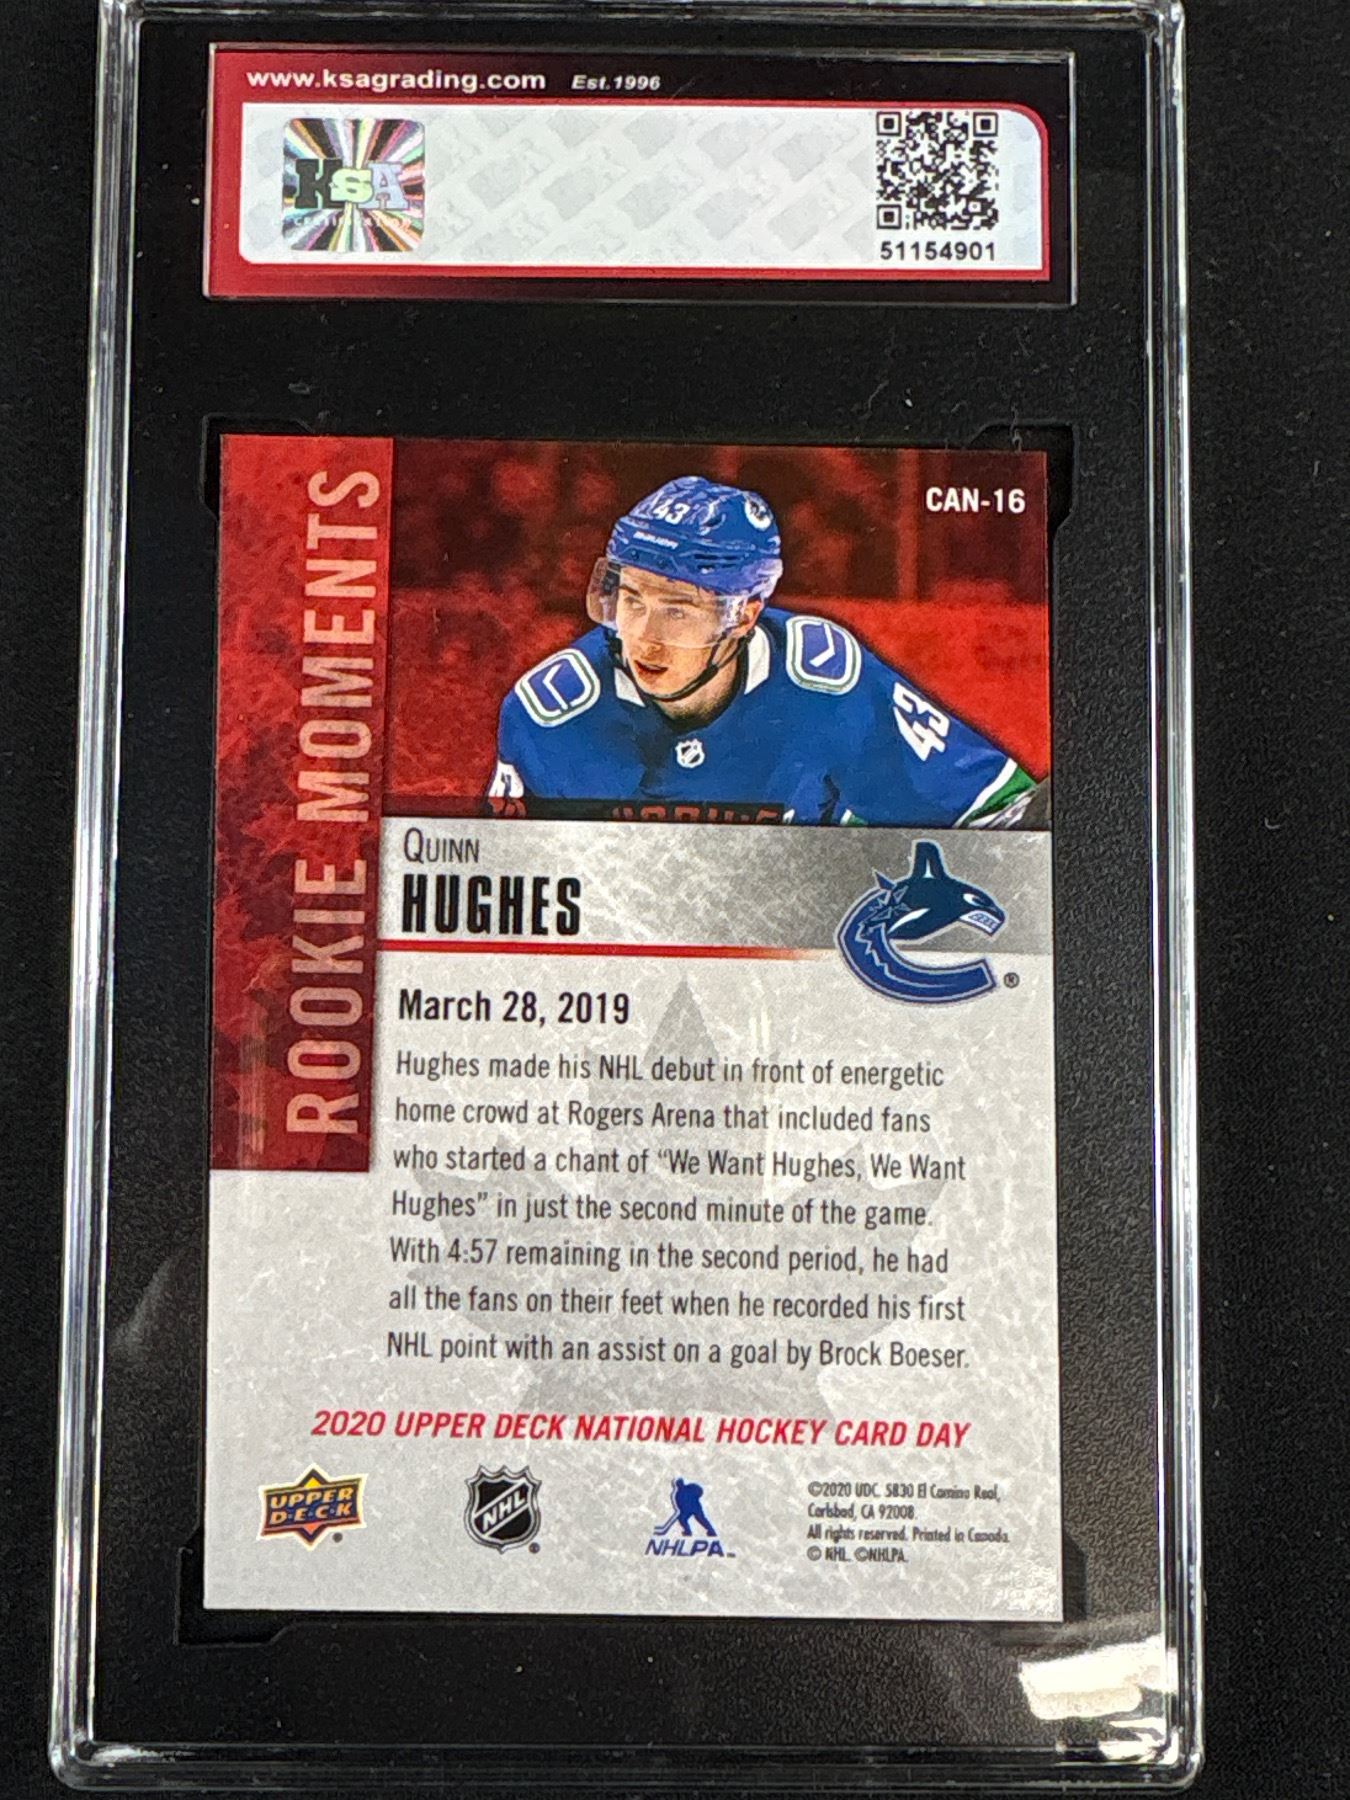 www.ksagrading.com Est. 1996
KSA
51154901
ROOKIE MOMENTS
CAN-16
43
BAUER
43
QUINN
HUGHES
March 28, 2019
Hughes made his NHL debut in front of energetic
home crowd at Rogers Arena that included fans
who started a chant of “We Want Hughes, We Want
Hughes” in just the second minute of the game.
With 4:57 remaining in the second period, he had
all the fans on their feet when he recorded his first
NHL point with an assist on a goal by Brock Boeser.
2020 UPPER DECK NATIONAL HOCKEY CARD DAY
UPPER
D·E·C·K
NHL
NHLPA
©2020 UDC. 5830 El Camino Real,
Carlsbad, CA 92008.
All rights reserved. Printed in Canada.
© NHL. ©NHLPA.